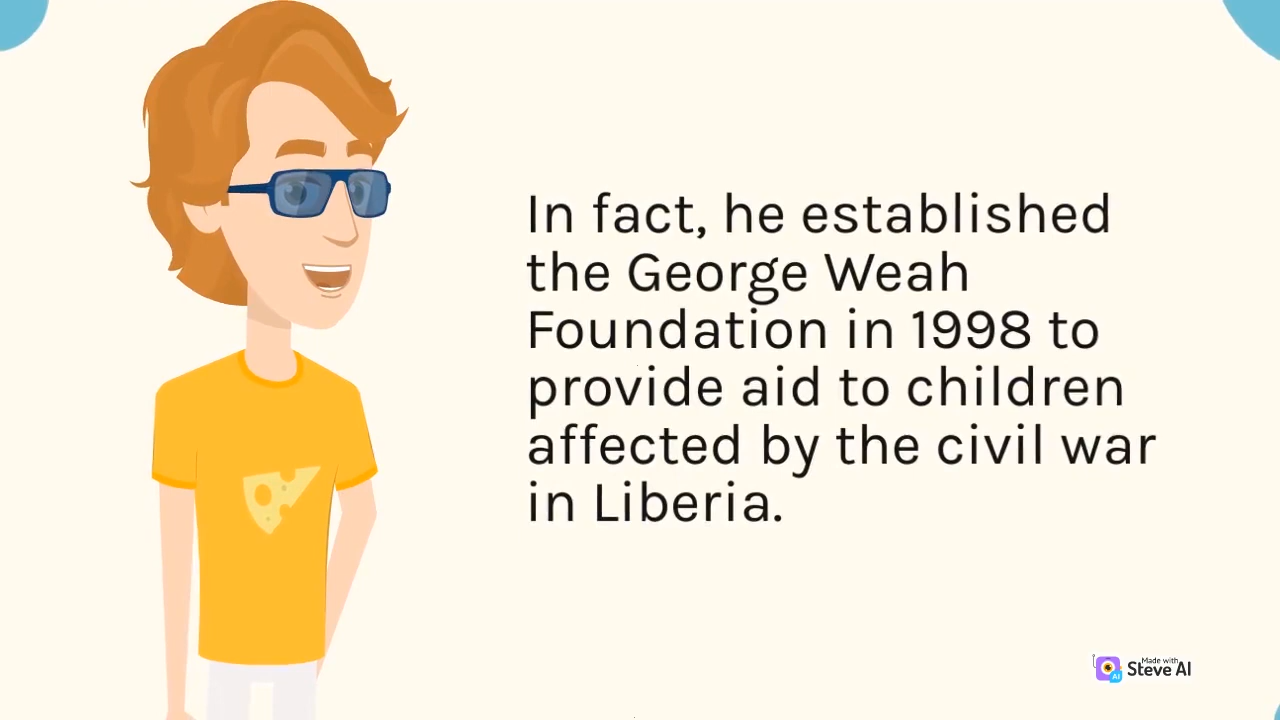 In fact, he established
the George Weah
Foundation in 1998 to
provide aid to children
affected by the civil war
in Liberia.
Made with
Steve AI
AI